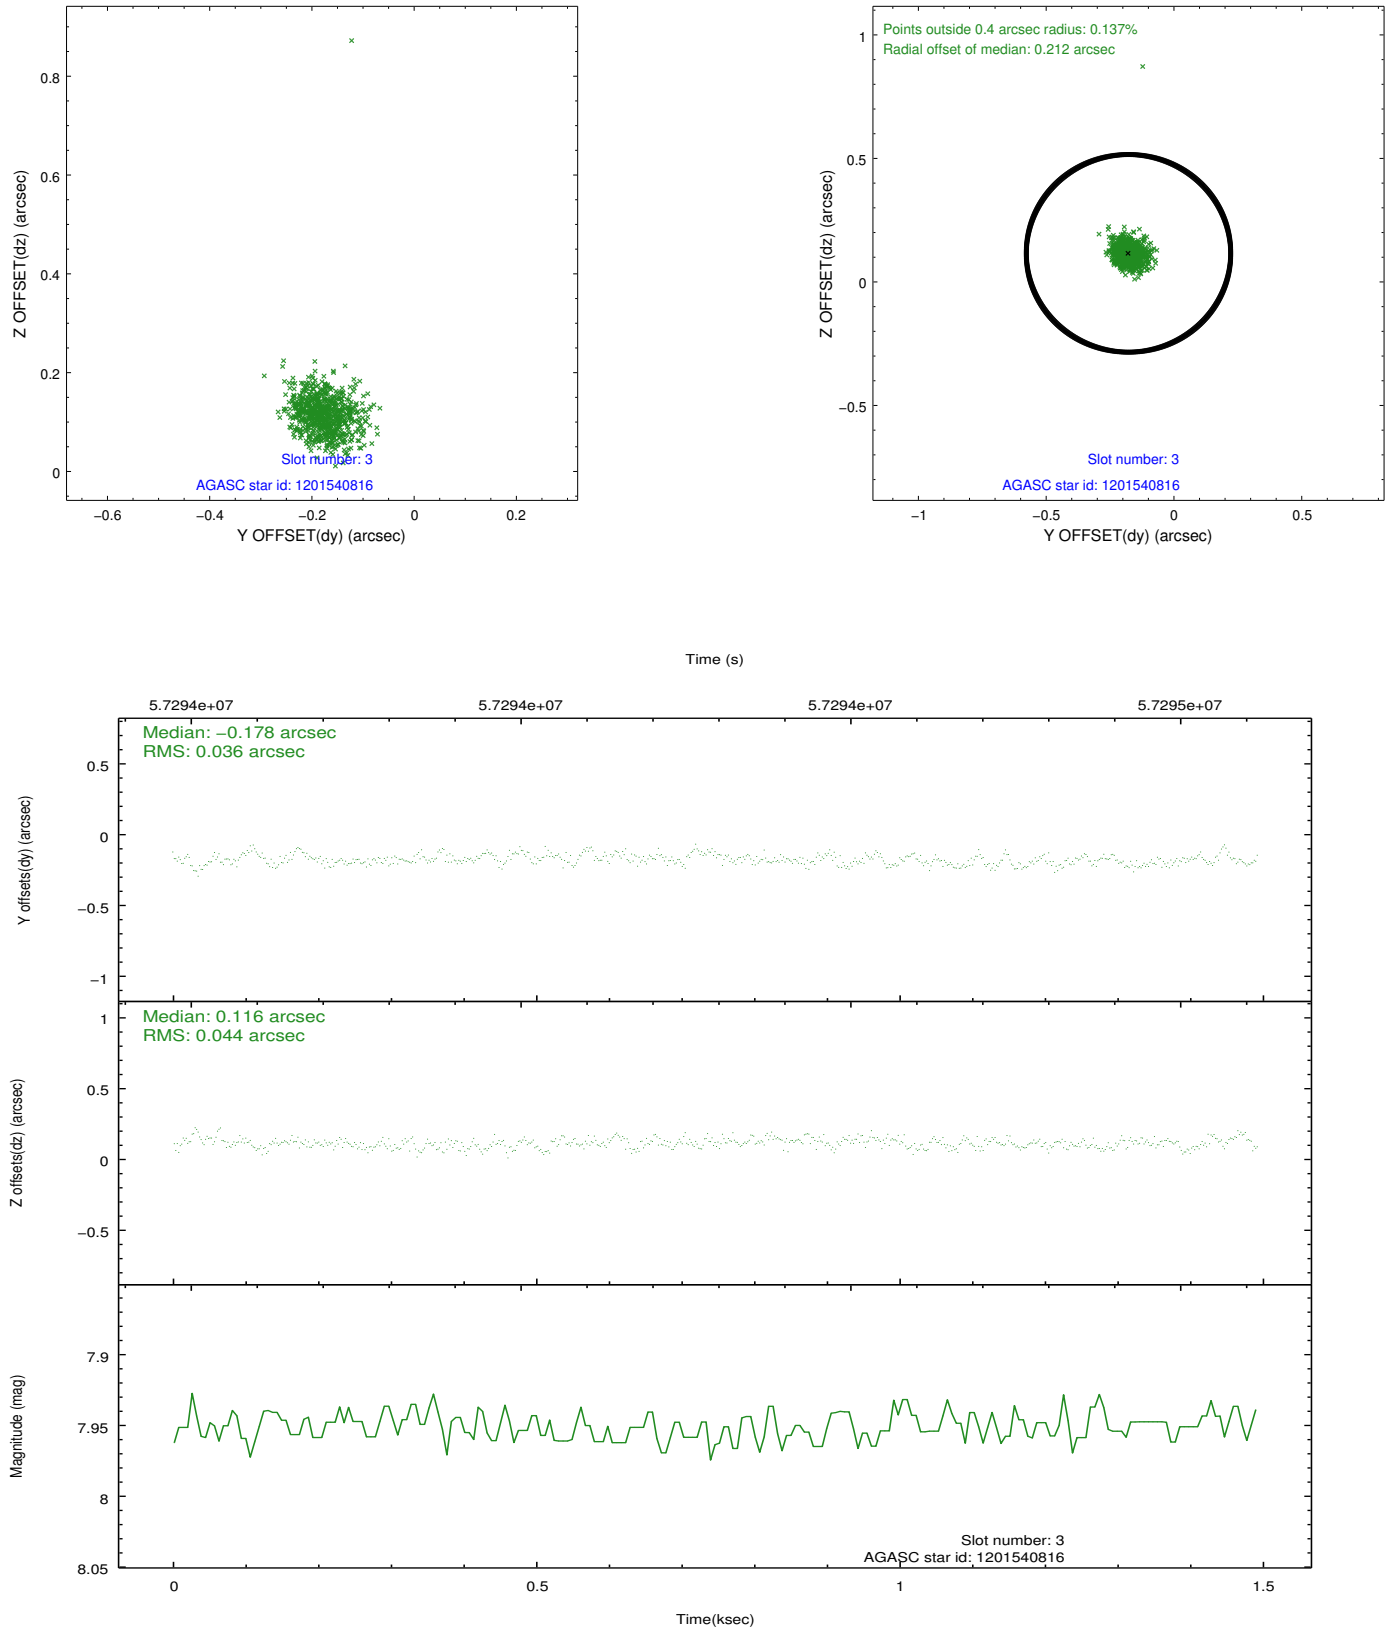 0.8
0.6
0.4
0.2
0
Z OFFSET(dz) (arcsec)
Slot number: 3
AGASC star id: 1201540816
−0.6 −0.4 −0.2 0 0.2
Y OFFSET(dy) (arcsec)
Points outside 0.4 arcsec radius: 0.137%
Radial offset of median: 0.212 arcsec
1
0.5
0
−0.5
Z OFFSET(dz) (arcsec)
Slot number: 3
AGASC star id: 1201540816
−1 −0.5 0 0.5
Y OFFSET(dy) (arcsec)
Time (s)
5.7294e+07 5.7294e+07 5.7294e+07 5.7295e+07
Median: −0.178 arcsec
RMS: 0.036 arcsec
0.5
0
−0.5
−1
Y offsets(dy) (arcsec)
Median: 0.116 arcsec
RMS: 0.044 arcsec
1
0.5
0
−0.5
Z offsets(dz) (arcsec)
7.9
7.95
8
8.05
Magnitude (mag)
Slot number: 3
AGASC star id: 1201540816
0 0.5 1 1.5
Time(ksec)